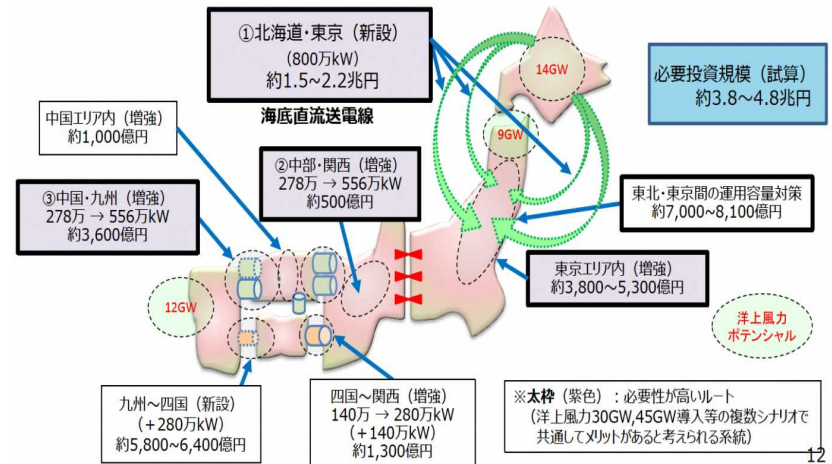 ①北海道・東京（新設）
（800万kW）
約1.5~2.2兆円
海底直流送電線
14GW
必要投資規模（試算）
約3.8～4.8兆円
中国エリア内（増強）
約1,000億円
9GW
②中部・関西（増強）
278万 → 556万kW
約500億円
③中国・九州（増強）
278万 → 556万kW
約3,600億円
東北・東京間の運用容量対策
約7,000~8,100億円
東京エリア内（増強）
約3,800～5,300億円
12GW
洋上風力
ポテンシャル
九州～四国（新設）
（＋280万kW）
約5,800～6,400億円
四国～関西（増強）
140万 → 280万kW
（＋140万kW）
約1,300億円
※太枠（紫色）：必要性が高いルート
（洋上風力30GW,45GW導入等の複数シナリオで
共通してメリットがあると考えられる系統）
12